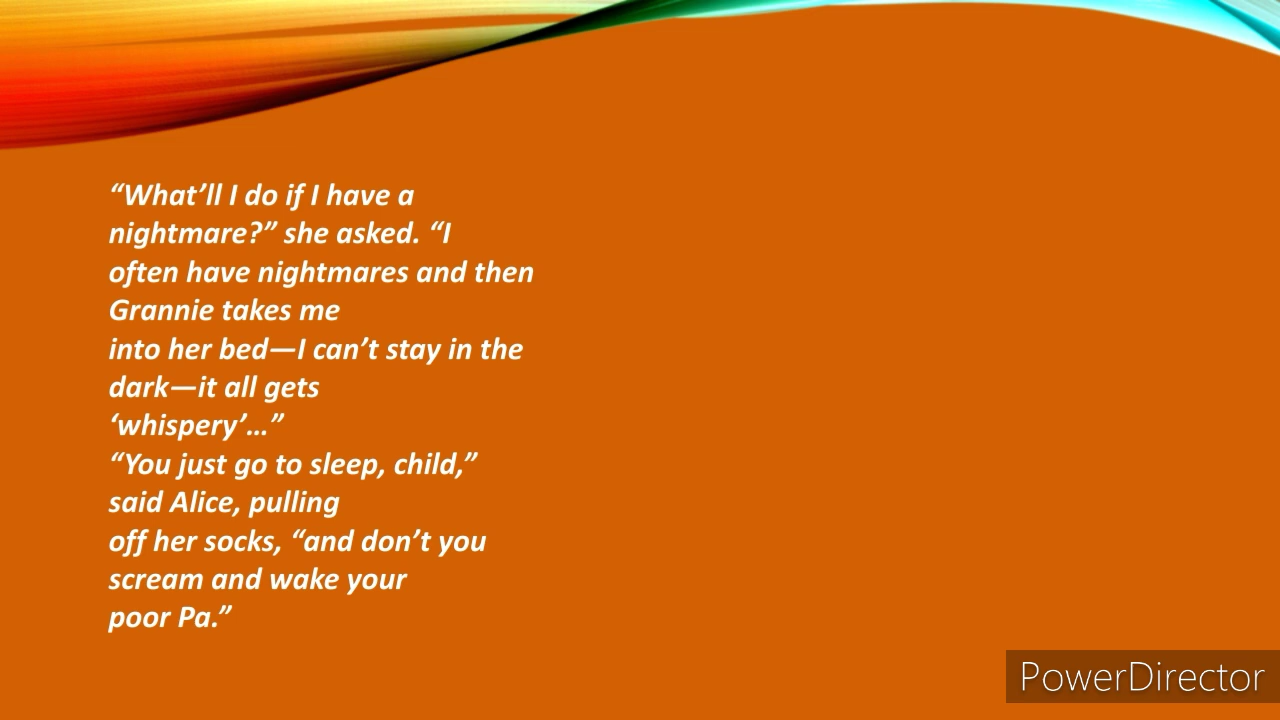 “What’ll I do if I have a
nightmare?” she asked. “I
often have nightmares and then
Grannie takes me
into her bed—I can’t stay in the
dark—it all gets
‘whispery’…”
“You just go to sleep, child,”
said Alice, pulling
off her socks, “and don’t you
scream and wake your
poor Pa.”
PowerDirector